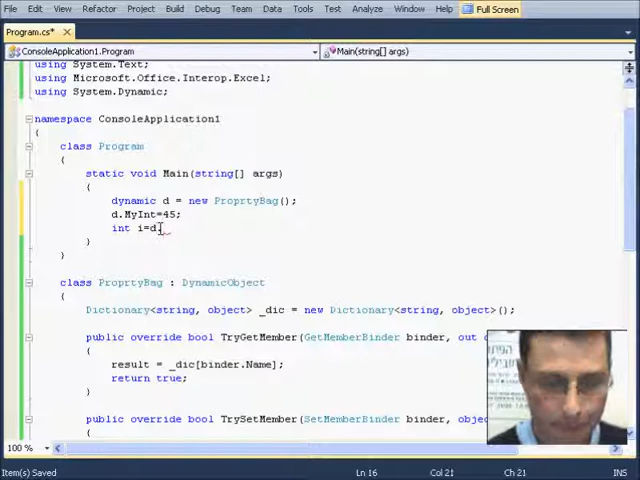 File Edit View Refactor Project Build Debug Team Data Tools Test Analyze Window Help Full Screen
Program.cs* ×
ConsoleApplication1.Program Main(string[] args)
using System.Text;
using Microsoft.Office.Interop.Excel;
using System.Dynamic;
namespace ConsoleApplication1
{
class Program
{
static void Main(string[] args)
{
dynamic d = new ProprtyBag();
d.MyInt=45;
int i=d.
}
}
class ProprtyBag : DynamicObject
{
Dictionary<string, object> _dic = new Dictionary<string, object>();
public override bool TryGetMember(GetMemberBinder binder, out
{
result = _dic[binder.Name];
return true;
}
public override bool TrySetMember(SetMemberBinder binder, object
{
100 %
Item(s) Saved Ln 16 Col 21 Ch 21 INS